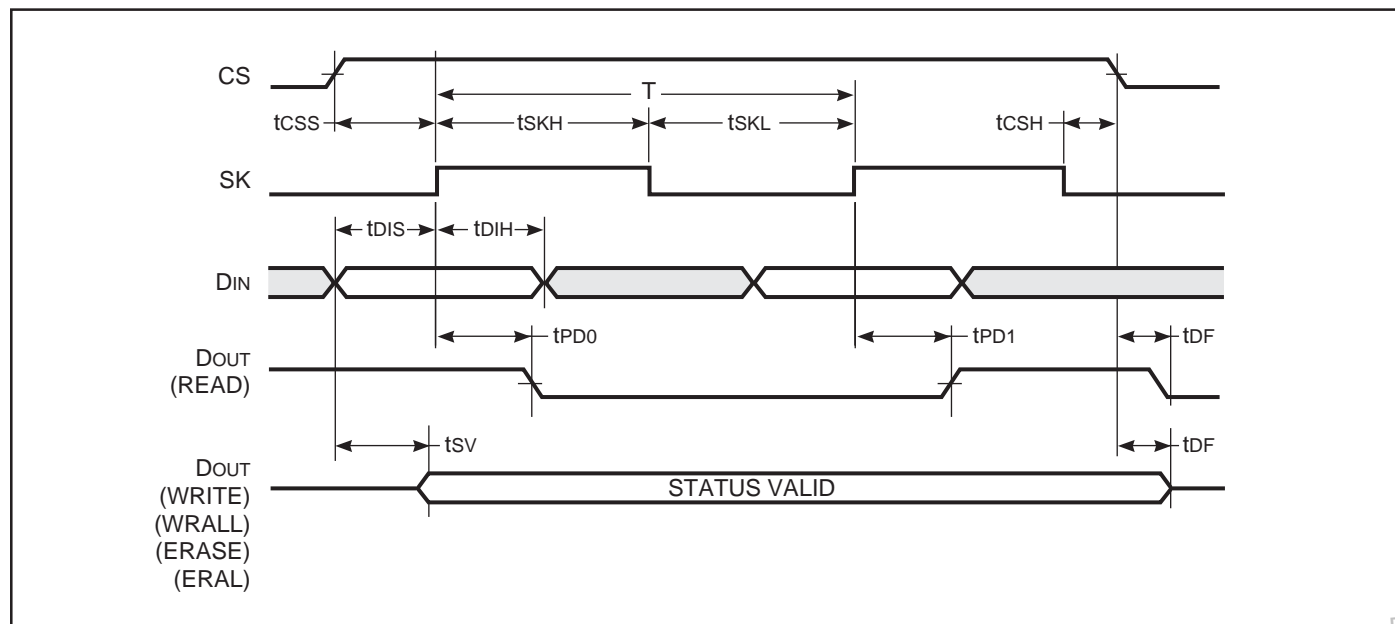 CS
T
tCSS
tSKH
tSKL
tCSH
SK
tDIS
tDIH
DIN
tPD0
tPD1
tDF
DOUT
(READ)
tSV
tDF
DOUT
(WRITE)
(WRALL)
(ERASE)
(ERAL)
STATUS VALID